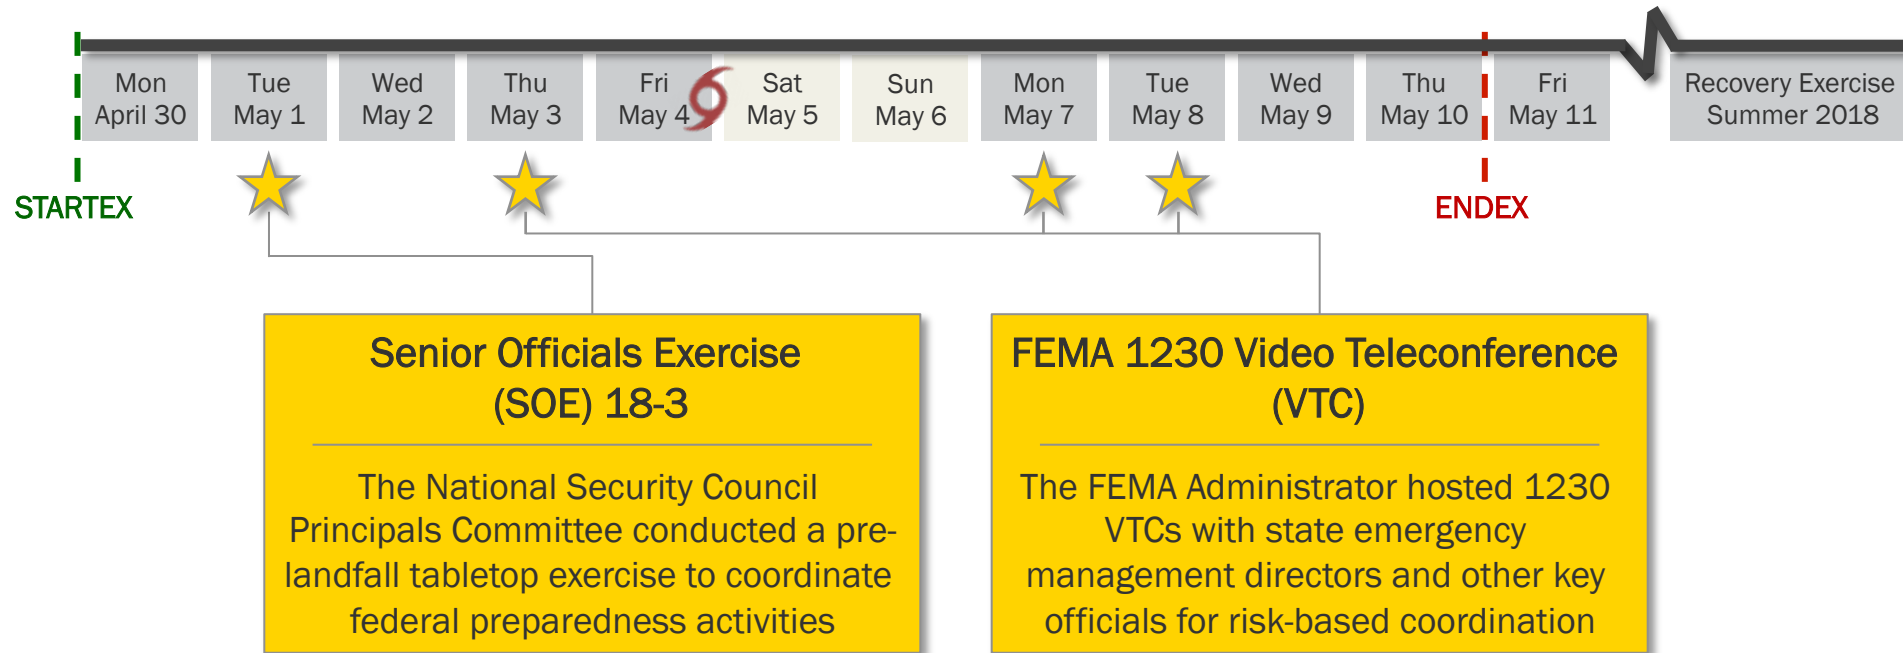 Mon
April 30
Tue
May 1
Wed
May 2
Thu
May 3
Fri
May 4
Sat
May 5
Sun
May 6
Mon
May 7
Tue
May 8
Wed
May 9
Thu
May 10
Fri
May 11
Recovery Exercise
Summer 2018
STARTEX
ENDEX
Senior Officials Exercise
(SOE) 18-3
The National Security Council
Principals Committee conducted a pre-
landfall tabletop exercise to coordinate
federal preparedness activities
FEMA 1230 Video Teleconference
(VTC)
The FEMA Administrator hosted 1230
VTCs with state emergency
management directors and other key
officials for risk-based coordination